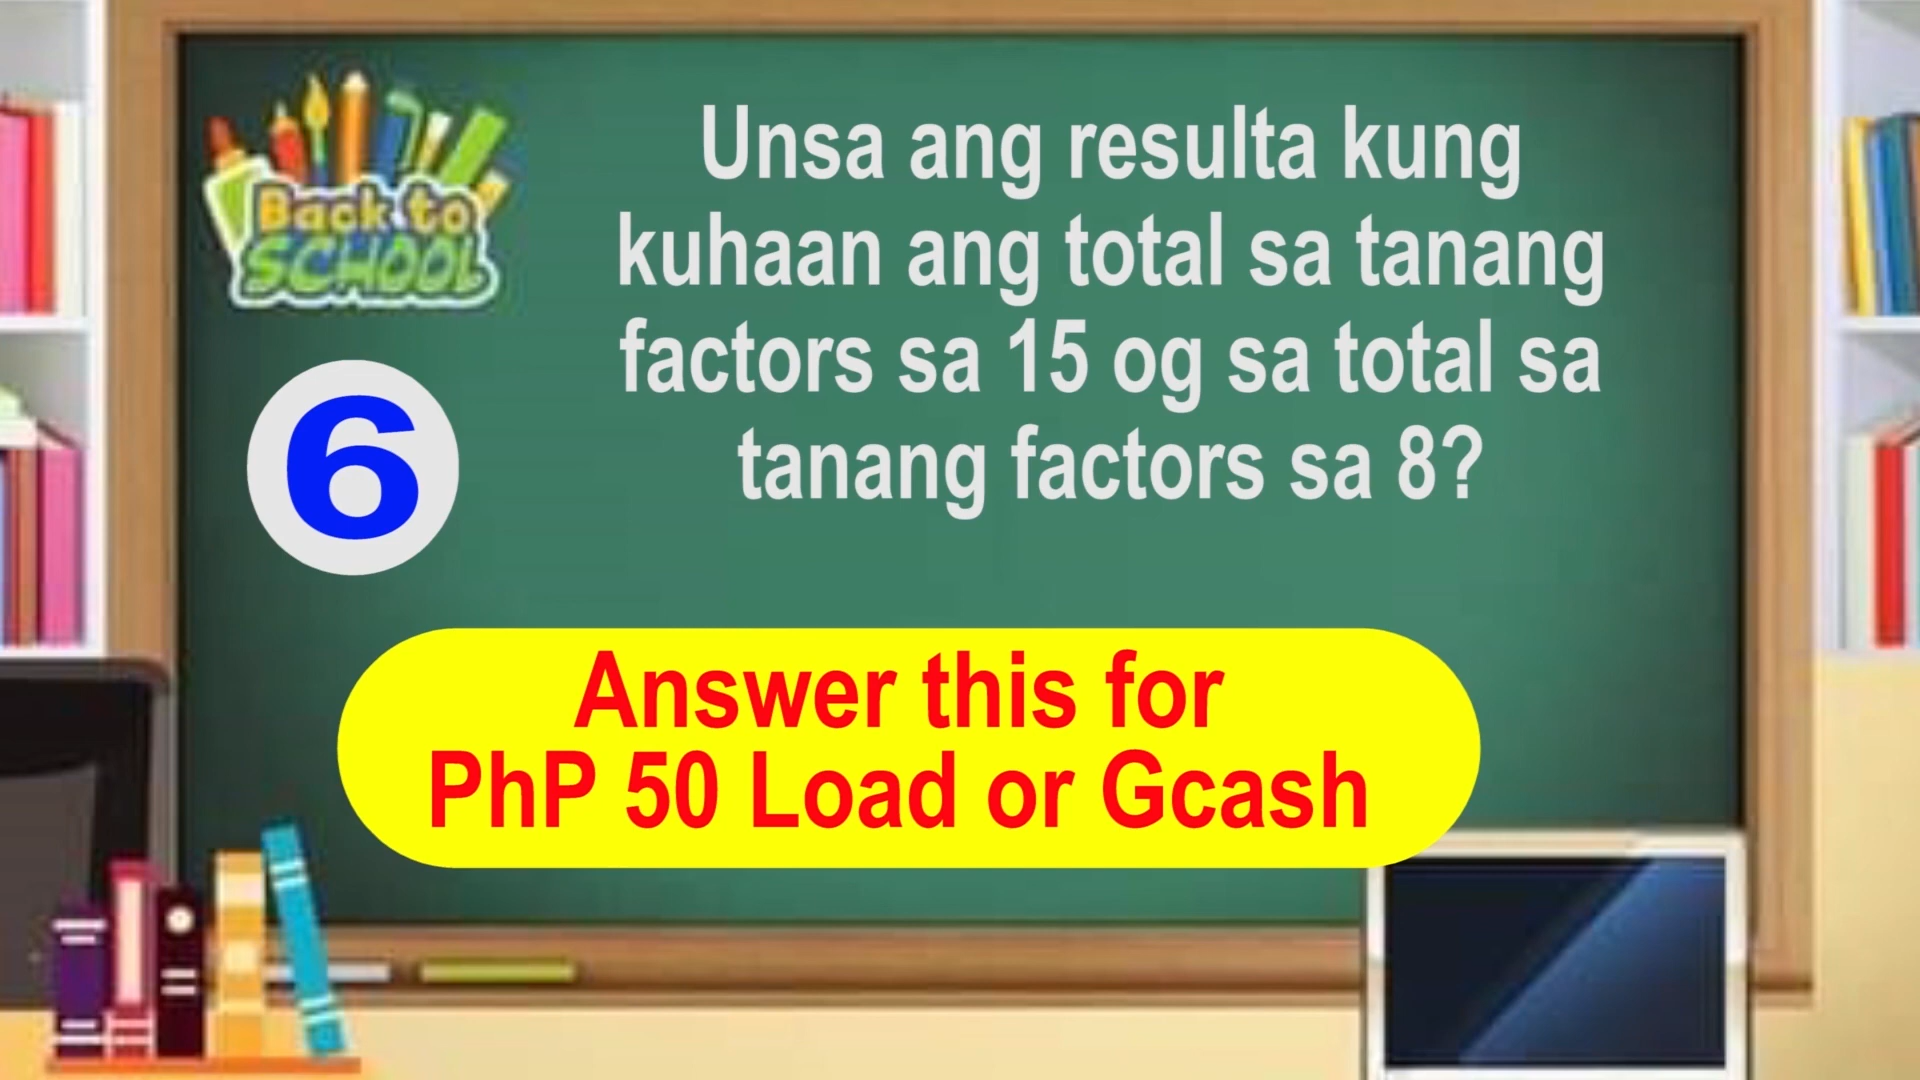 Back to
SCHOOL
Unsa ang resulta kung
kuhaan ang total sa tanang
factors sa 15 og sa total sa
tanang factors sa 8?
6
Answer this for
PhP 50 Load or Gcash